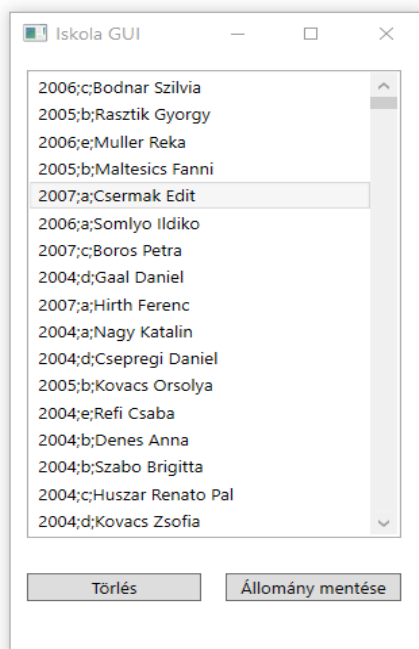 Iskola GUI
2006;c;Bodnar Szilvia
2005;b;Rasztik Gyorgy
2006;e;Muller Reka
2005;b;Maltesics Fanni
2007;a;Csermak Edit
2006;a;Somlyo Ildiko
2007;c;Boros Petra
2004;d;Gaal Daniel
2007;a;Hirth Ferenc
2004;a;Nagy Katalin
2004;d;Csepregi Daniel
2005;b;Kovacs Orsolya
2004;e;Refi Csaba
2004;b;Denes Anna
2004;b;Szabo Brigitta
2004;c;Huszar Renato Pal
2004;d;Kovacs Zsofia
Törlés
Állomány mentése